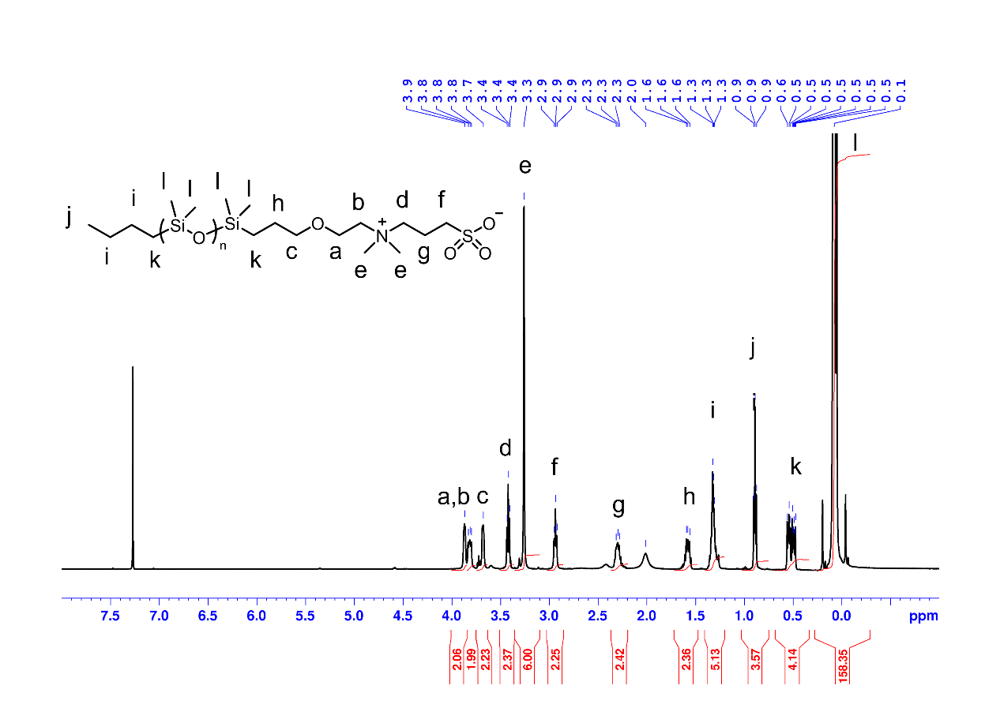 3.9 3.8 3.8 3.8 3.7 3.4 3.4 3.4 3.3 2.9 2.9 2.9 2.3 2.3 2.3 2.0 1.6 1.6 1.6 1.3 1.3 1.3 0.9 0.9 0.9 0.6 0.5 0.5 0.5 0.5 0.5 0.5 0.1
l
e
l l l l
j i h b d f
Si O Si O N + S O −
n O O
i k k c a g
e e
j
i
d f k
a,b c g h
7.5 7.0 6.5 6.0 5.5 5.0 4.5 4.0 3.5 3.0 2.5 2.0 1.5 1.0 0.5 0.0 ppm
2.06 1.99 2.23 2.37 6.00 2.25 2.42 2.36 5.13 3.57 4.14 158.35